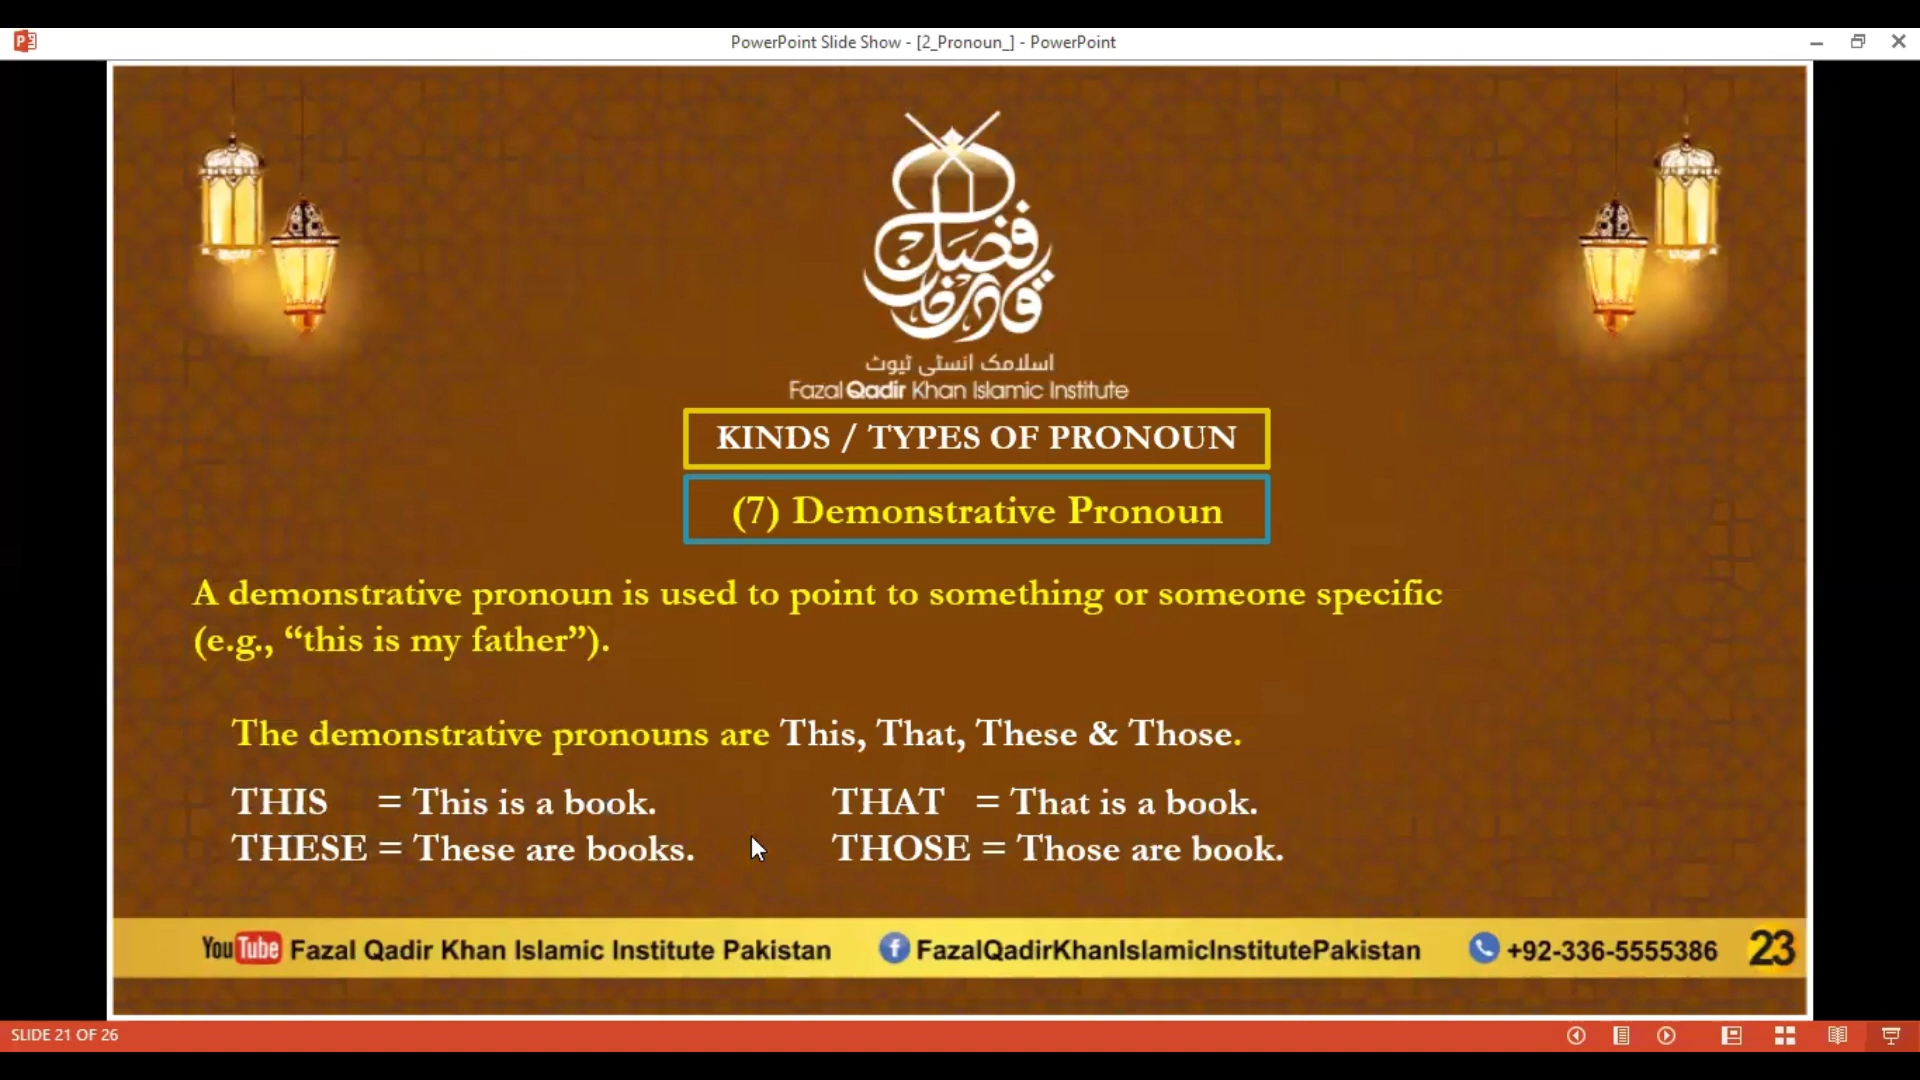 PowerPoint Slide Show - [2_Pronoun_] - PowerPoint
فضل
قادر خان
اسلامک انسٹی ٹیوٹ
Fazal Qadir Khan Islamic Institute
KINDS / TYPES OF PRONOUN
(7) Demonstrative Pronoun
A demonstrative pronoun is used to point to something or someone specific
(e.g., “this is my father”).
The demonstrative pronouns are This, That, These & Those.
THIS = This is a book. THAT = That is a book.
THESE = These are books. THOSE = Those are book.
YouTube Fazal Qadir Khan Islamic Institute Pakistan f FazalQadirKhanIslamicInstitutePakistan +92-336-5555386 23
SLIDE 21 OF 26